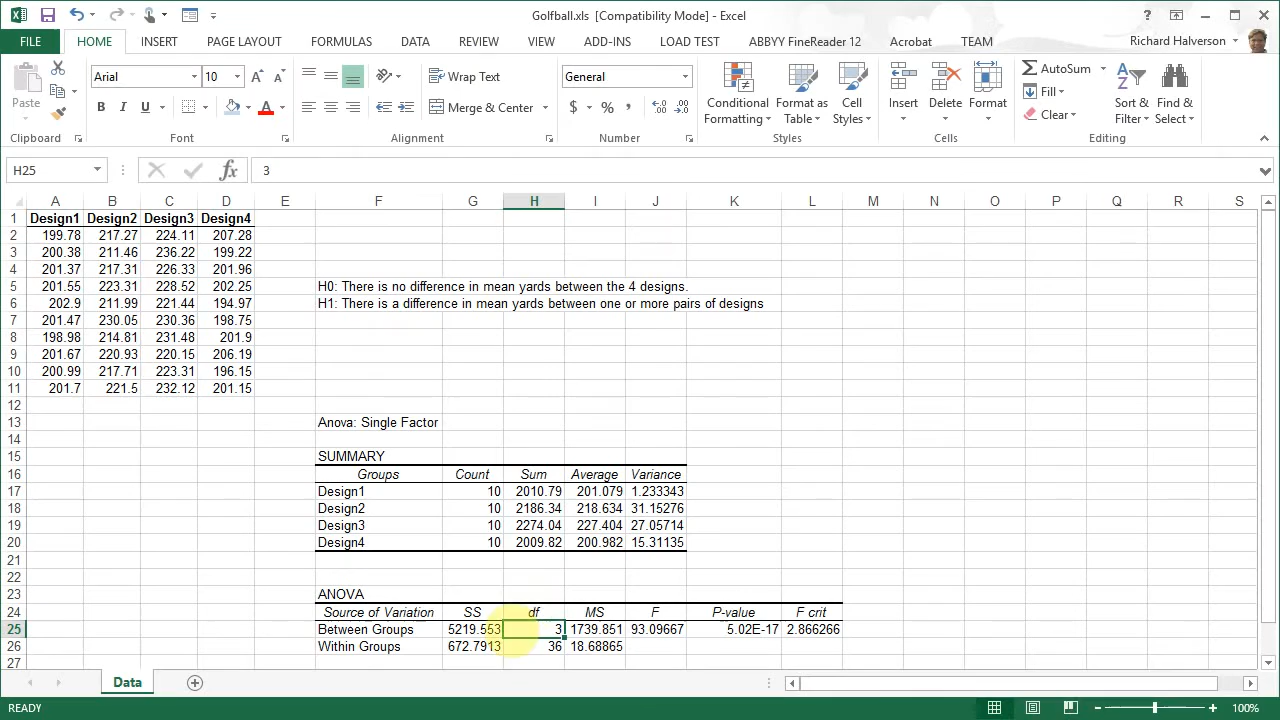 Golfball.xls [Compatibility Mode] - Excel
FILE HOME INSERT PAGE LAYOUT FORMULAS DATA REVIEW VIEW ADD-INS LOAD TEST ABBYY FineReader 12 Acrobat TEAM Richard Halverson
Paste
Arial 10
Wrap Text
Merge & Center
General
$ % ,
Conditional Formatting
Format as Table
Cell Styles
Insert Delete Format
AutoSum
Fill
Clear
Sort & Filter
Find & Select
Clipboard Font Alignment Number Styles Cells Editing
H25 fx 3
A B C D E F G H I J K L M N O P Q R S
1 Design1 Design2 Design3 Design4
2 199.78 217.27 224.11 207.28
3 200.38 211.46 236.22 199.22
4 201.37 217.31 226.33 201.96
5 201.55 223.31 228.52 202.25 H0: There is no difference in mean yards between the 4 designs.
6 202.9 211.99 221.44 194.97 H1: There is a difference in mean yards between one or more pairs of designs
7 201.47 230.05 230.36 198.75
8 198.98 214.81 231.48 201.9
9 201.67 220.93 220.15 206.19
10 200.99 217.71 223.31 196.15
11 201.7 221.5 232.12 201.15
12
13 Anova: Single Factor
14
15 SUMMARY
16 Groups Count Sum Average Variance
17 Design1 10 2010.79 201.079 1.233343
18 Design2 10 2186.34 218.634 31.15276
19 Design3 10 2274.04 227.404 27.05714
20 Design4 10 2009.82 200.982 15.31135
21
22
23 ANOVA
24 Source of Variation SS df MS F P-value F crit
25 Between Groups 5219.553 3 1739.851 93.09667 5.02E-17 2.866266
26 Within Groups 672.7913 36 18.68865
27
Data
READY 100%